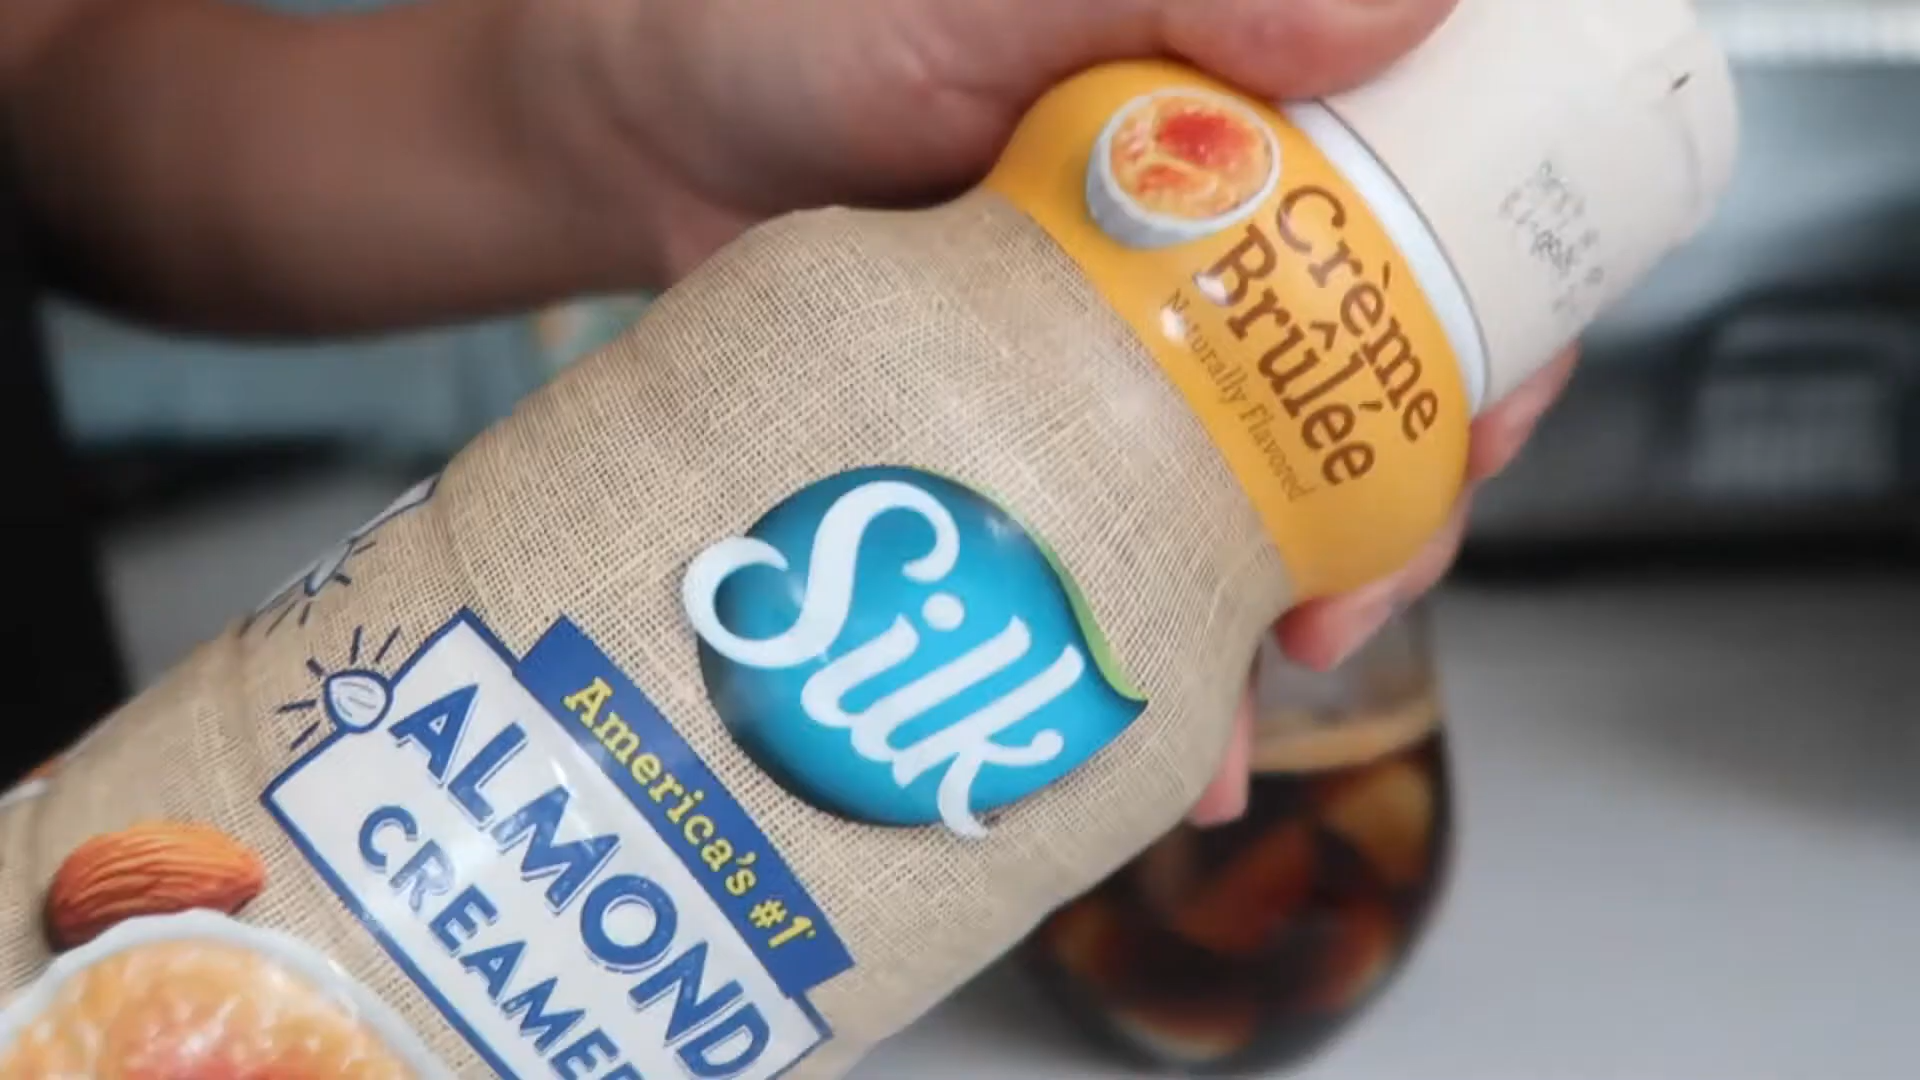 Crème
Brûlée
Naturally Flavored
Silk
America's #1
ALMOND
CREAMER